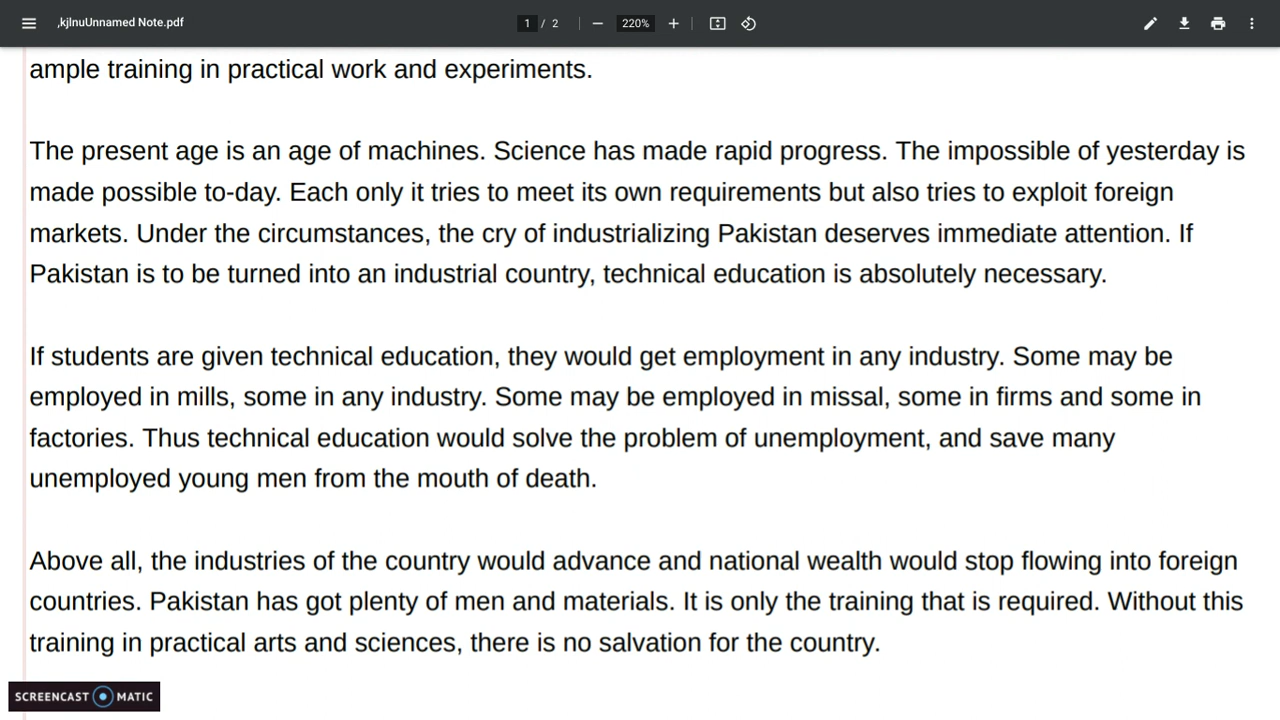 ,kjlnuUnnamed Note.pdf
1 / 2
220%
ample training in practical work and experiments.
The present age is an age of machines. Science has made rapid progress. The impossible of yesterday is
made possible to-day. Each only it tries to meet its own requirements but also tries to exploit foreign
markets. Under the circumstances, the cry of industrializing Pakistan deserves immediate attention. If
Pakistan is to be turned into an industrial country, technical education is absolutely necessary.
If students are given technical education, they would get employment in any industry. Some may be
employed in mills, some in any industry. Some may be employed in missal, some in firms and some in
factories. Thus technical education would solve the problem of unemployment, and save many
unemployed young men from the mouth of death.
Above all, the industries of the country would advance and national wealth would stop flowing into foreign
countries. Pakistan has got plenty of men and materials. It is only the training that is required. Without this
training in practical arts and sciences, there is no salvation for the country.
SCREENCAST MATIC